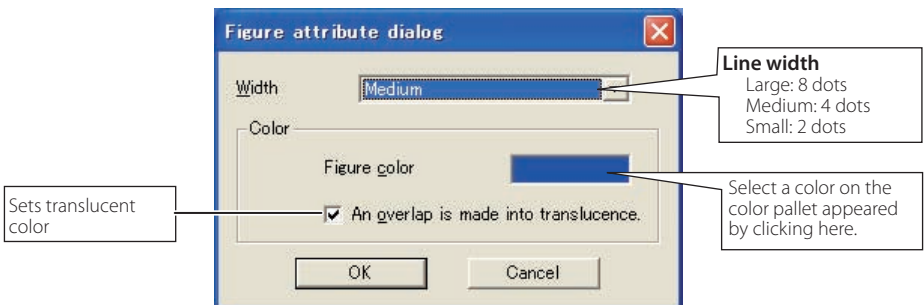 Figure attribute dialog
Width
Medium
Line width
Large: 8 dots
Medium: 4 dots
Small: 2 dots
Color
Figure color
Select a color on the
color pallet appeared
by clicking here.
Sets translucent
color
An overlap is made into translucence.
OK
Cancel